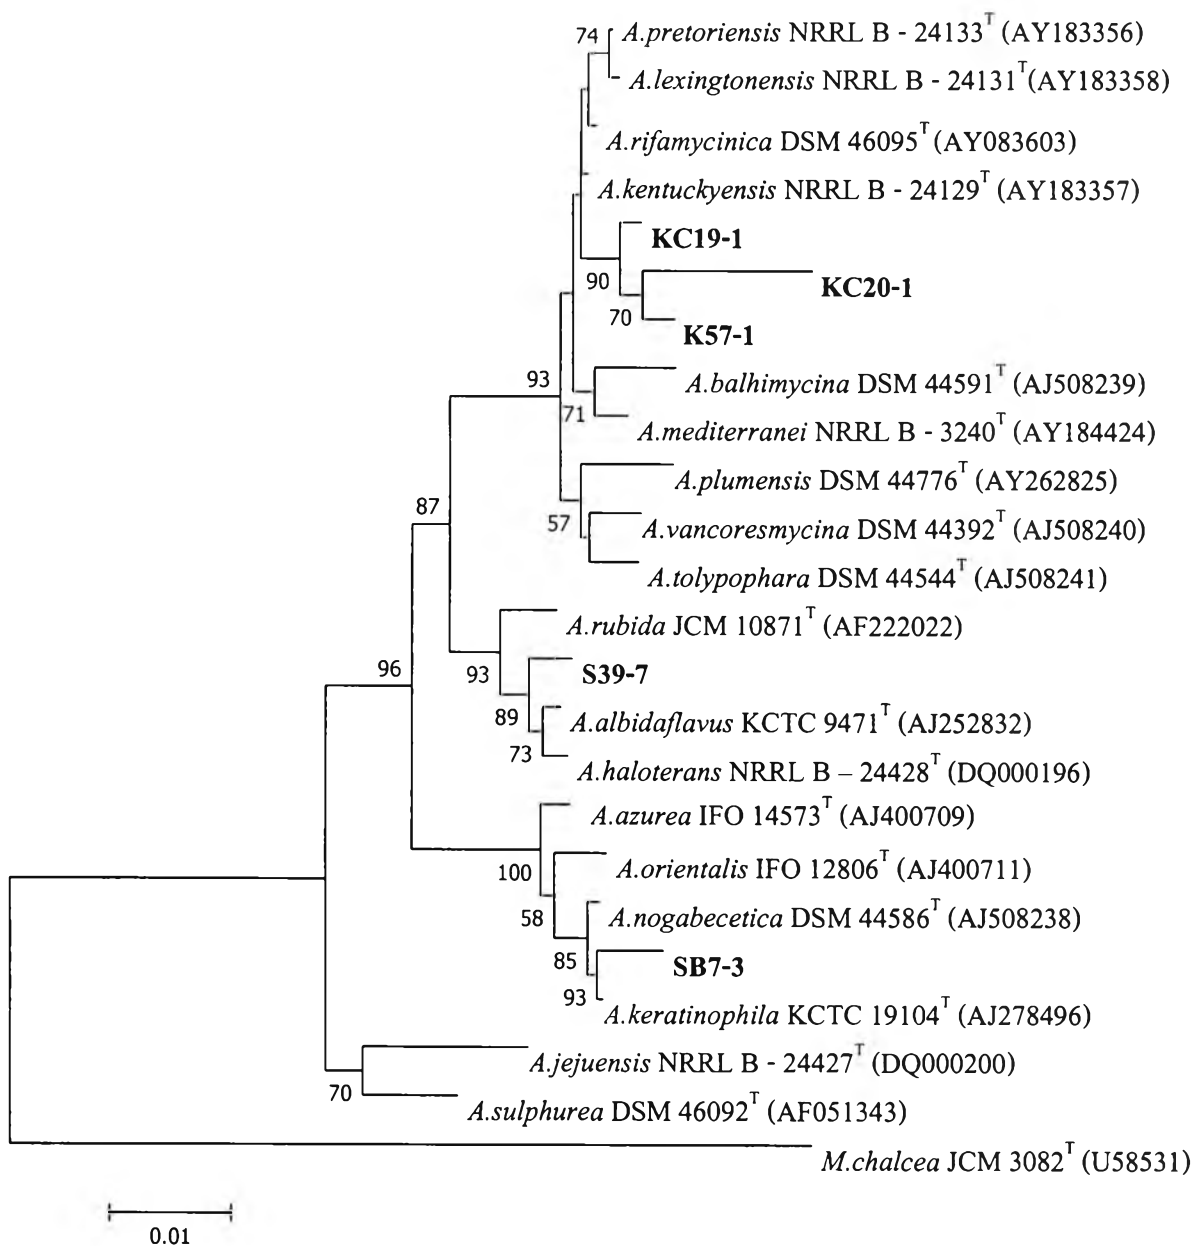 74 A.pretoriensis NRRL B - 24133T (AY183356)
A.lexingtonensis NRRL B - 24131T(AY183358)
A.rifamycinica DSM 46095T (AY083603)
A.kentuckyensis NRRL B - 24129T (AY183357)
KC19-1
90
KC20-1
70
K57-1
93
A.balhimycina DSM 44591T (AJ508239)
71
A.mediterranei NRRL B - 3240T (AY184424)
A.plumensis DSM 44776T (AY262825)
87
57
A.vancoresmycina DSM 44392T (AJ508240)
A.tolypophara DSM 44544T (AJ508241)
A.rubida JCM 10871T (AF222022)
96
93
S39-7
89
A.albidaflavus KCTC 9471T (AJ252832)
73
A.haloterans NRRL B – 24428T (DQ000196)
A.azurea IFO 14573T (AJ400709)
100
A.orientalis IFO 12806T (AJ400711)
58
A.nogabecetica DSM 44586T (AJ508238)
85
SB7-3
93
A.keratinophila KCTC 19104T (AJ278496)
A.jejuensis NRRL B - 24427T (DQ000200)
70
A.sulphurea DSM 46092T (AF051343)
M.chalcea JCM 3082T (U58531)
0.01